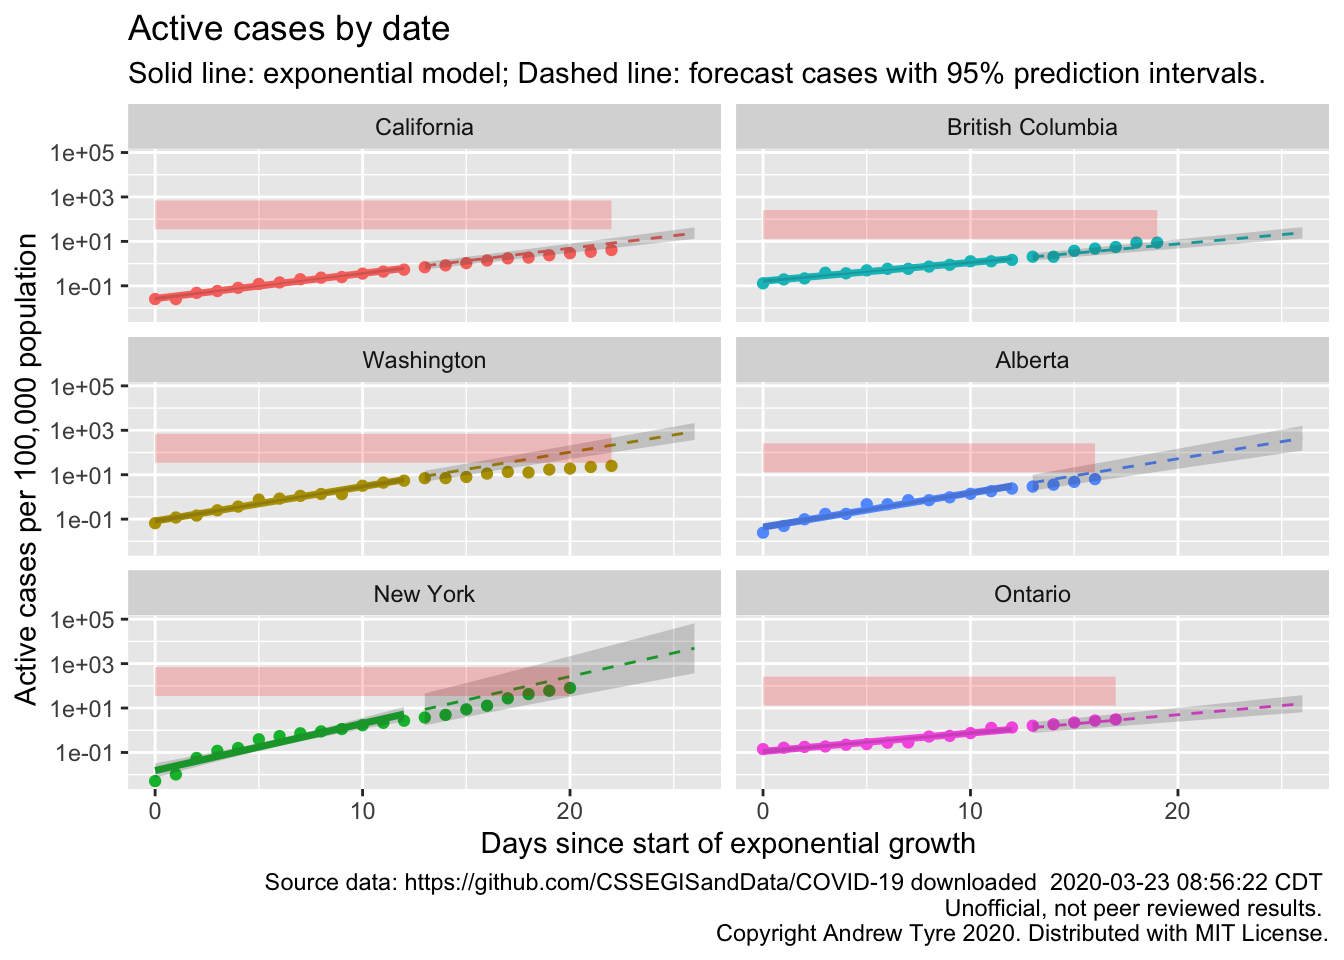 Active cases by date
Solid line: exponential model; Dashed line: forecast cases with 95% prediction intervals.
Active cases per 100,000 population
California
1e+05
1e+03
1e+01
1e-01
British Columbia
Washington
1e+05
1e+03
1e+01
1e-01
Alberta
New York
1e+05
1e+03
1e+01
1e-01
Ontario
0 10 20
0 10 20
Days since start of exponential growth
Source data: https://github.com/CSSEGISandData/COVID-19 downloaded  2020-03-23 08:56:22 CDT
Unofficial, not peer reviewed results.
Copyright Andrew Tyre 2020. Distributed with MIT License.